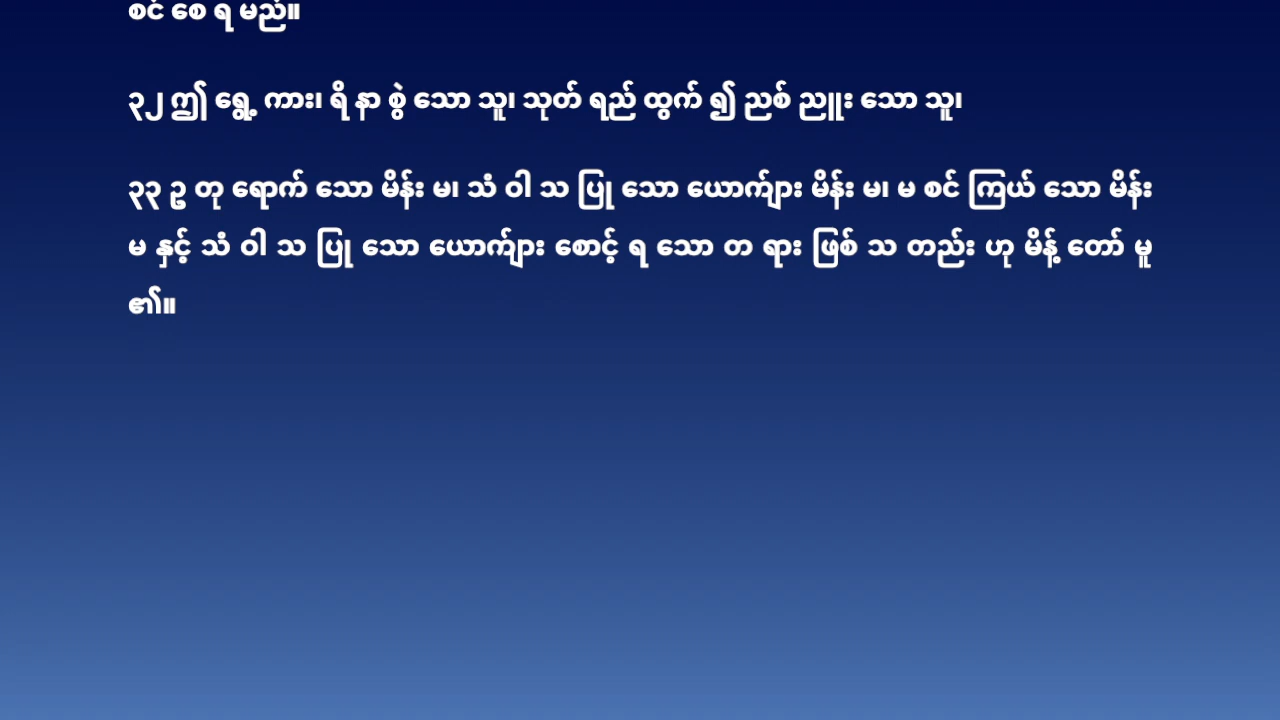 စင် စေ ရ မည်။
၃၂ ဤ ရွေ့ ကား၊ ရိ နာ စွဲ သော သူ၊ သုတ် ရည် ထွက် ၍ ညစ် ညူး သော သူ၊
၃၃ ဥ တု ရောက် သော မိန်း မ၊ သံ ဝါ သ ပြု သော ယောက်ျား မိန်း မ၊ မ စင် ကြယ် သော မိန်း
မ နှင့် သံ ဝါ သ ပြု သော ယောက်ျား စောင့် ရ သော တ ရား ဖြစ် သ တည်း ဟု မိန့် တော် မူ
၏။